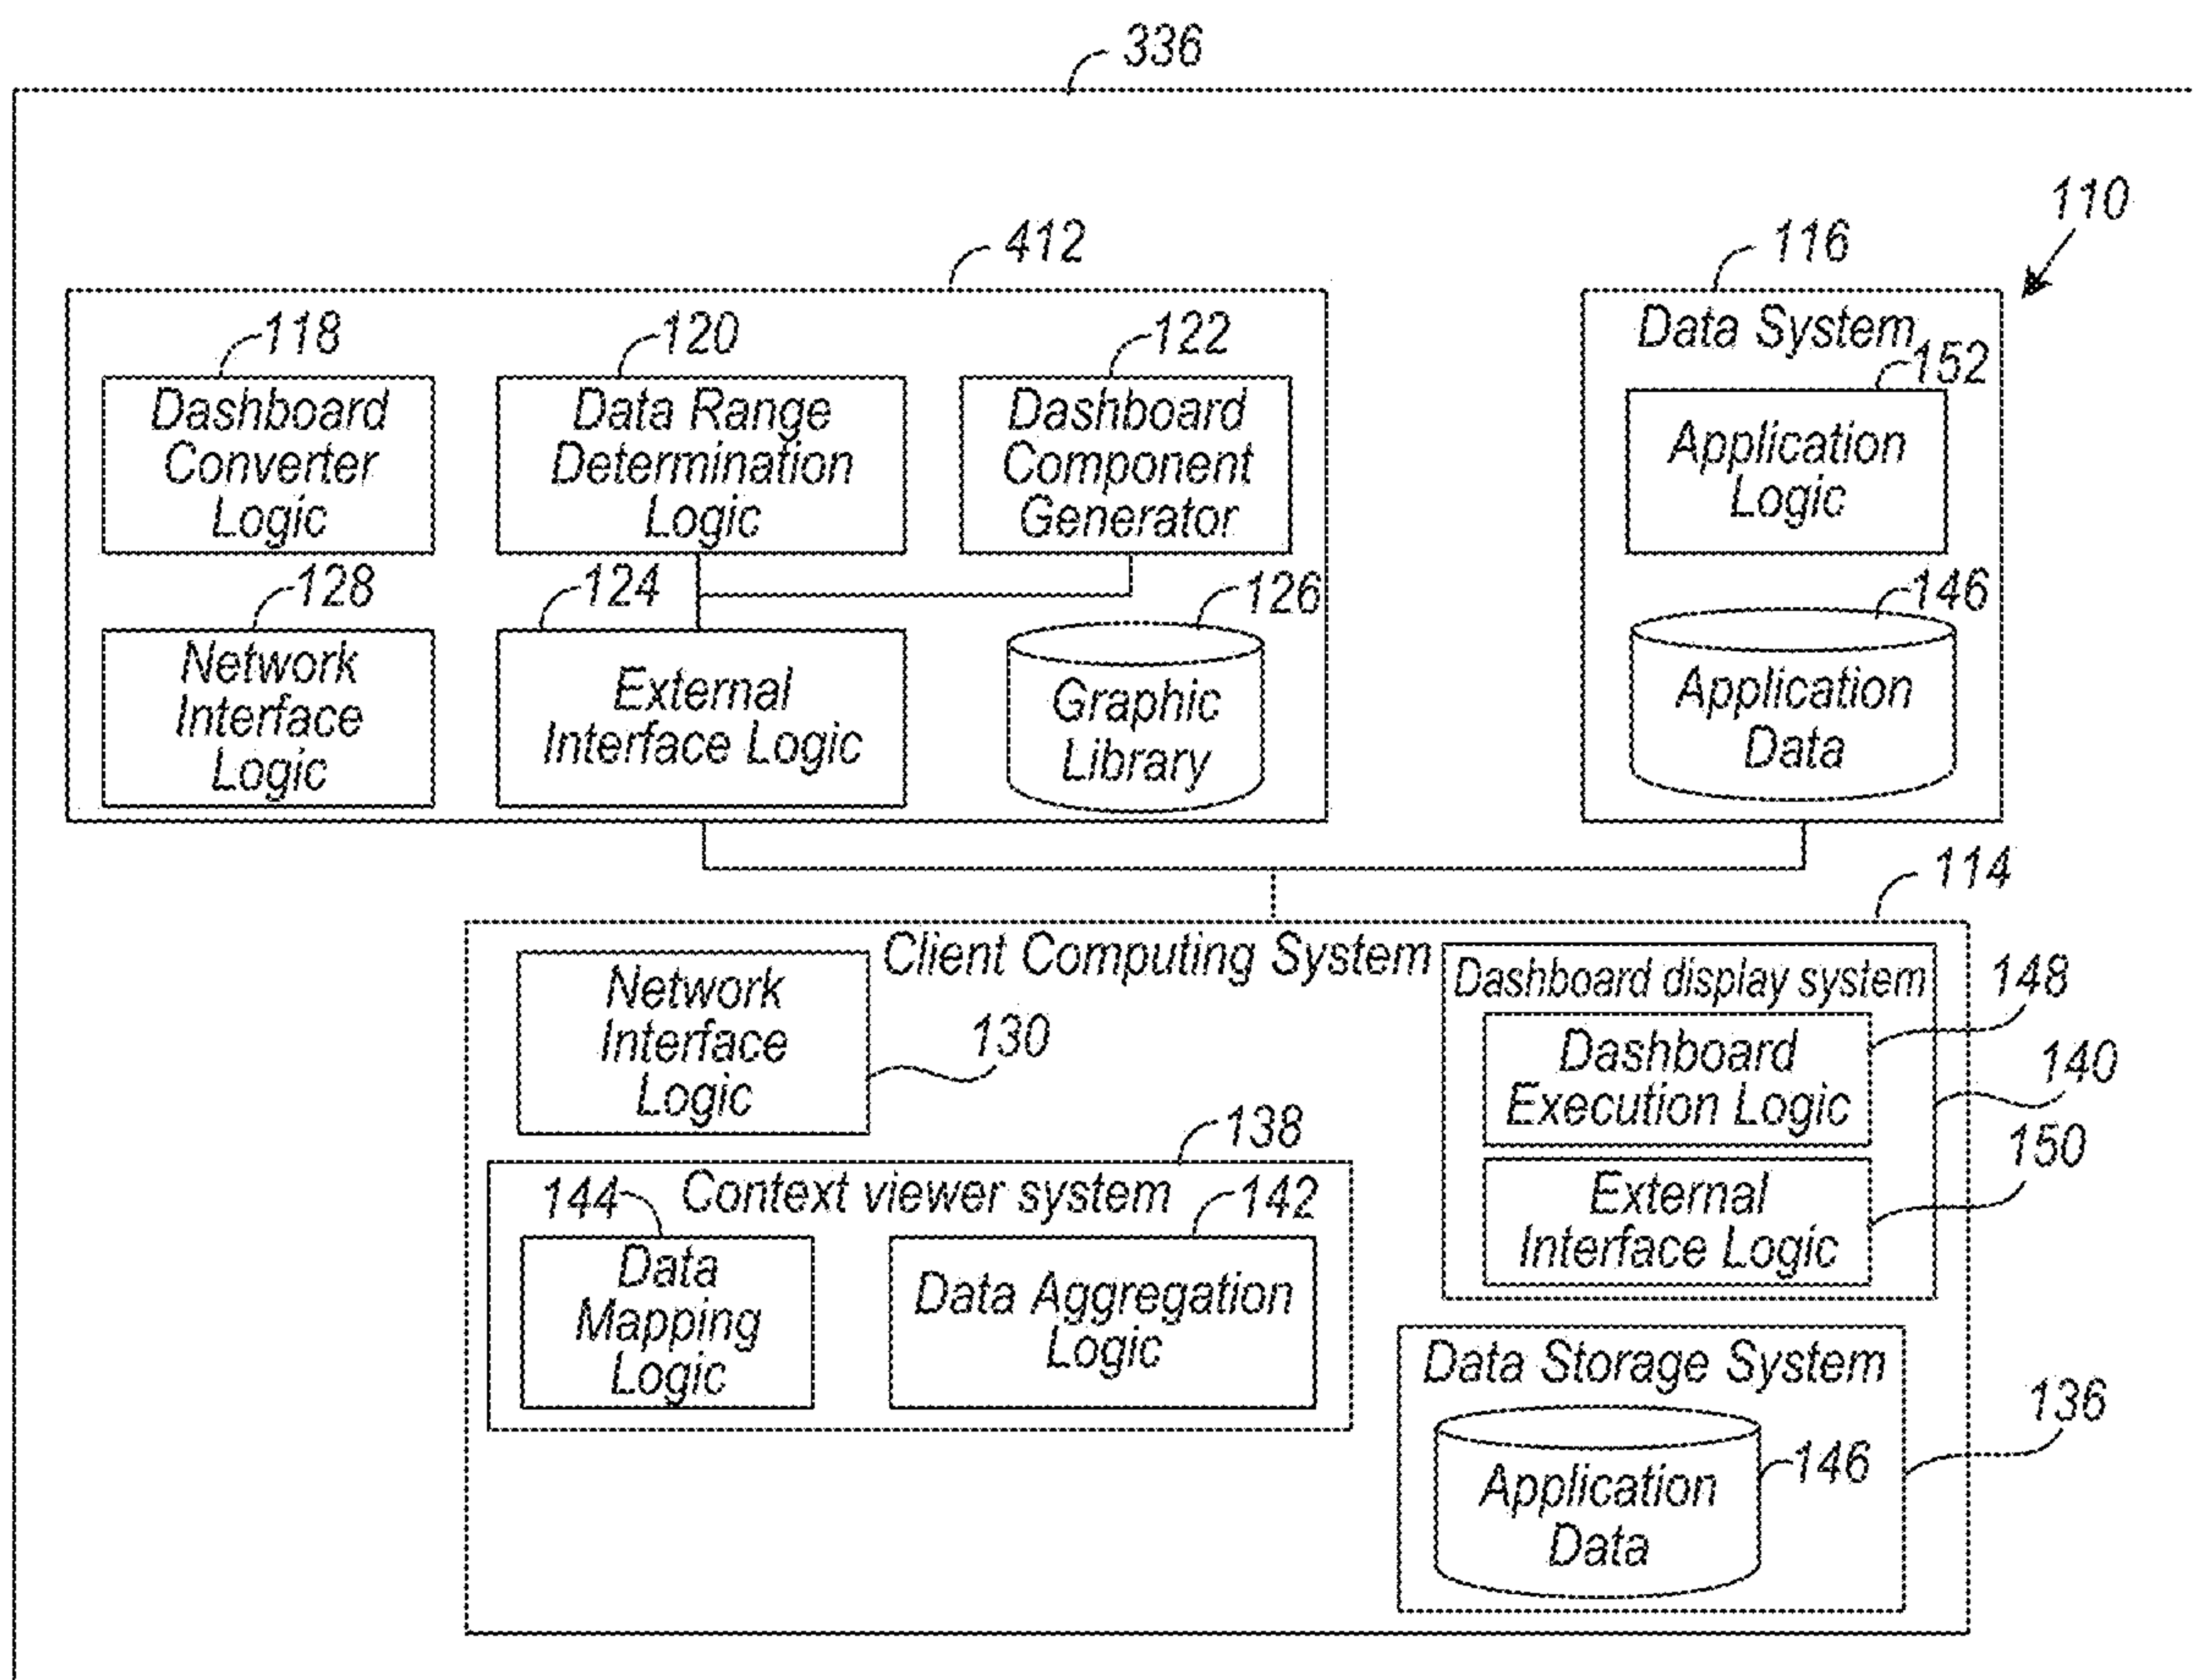 336
110
412
116
118
120
122
Data System
152
Dashboard
Converter
Logic
Data Range
Determination
Logic
Dashboard
Component
Generator
Application
Logic
128
124
126
146
Network
Interface
Logic
External
Interface Logic
Graphic
Library
Application
Data
114
Client Computing System
Network
Interface
Logic
130
Dashboard display system
148
Dashboard
Execution Logic
140
150
External
Interface Logic
138
144
Context viewer system
142
Data
Mapping
Logic
Data Aggregation
Logic
Data Storage System
136
146
Application
Data